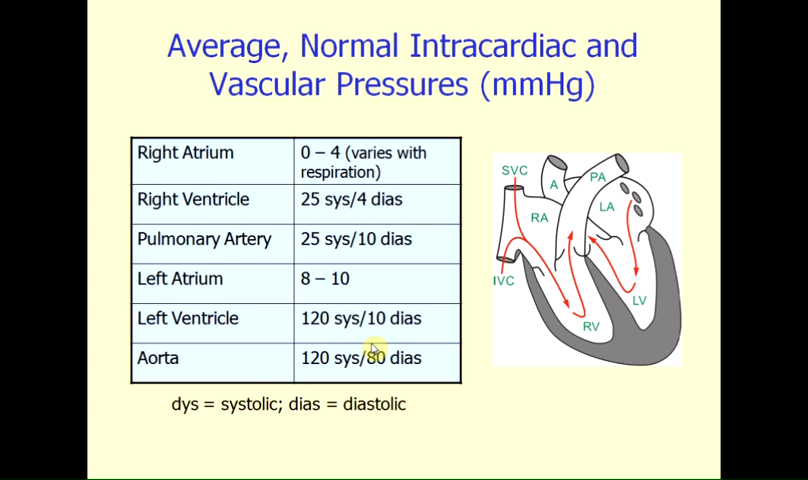 Average, Normal Intracardiac and
Vascular Pressures (mmHg)
Right Atrium
0 – 4 (varies with
respiration)
Right Ventricle
25 sys/4 dias
Pulmonary Artery
25 sys/10 dias
Left Atrium
8 – 10
Left Ventricle
120 sys/10 dias
Aorta
120 sys/80 dias
dys = systolic; dias = diastolic
SVC
A
PA
LA
RA
IVC
LV
RV